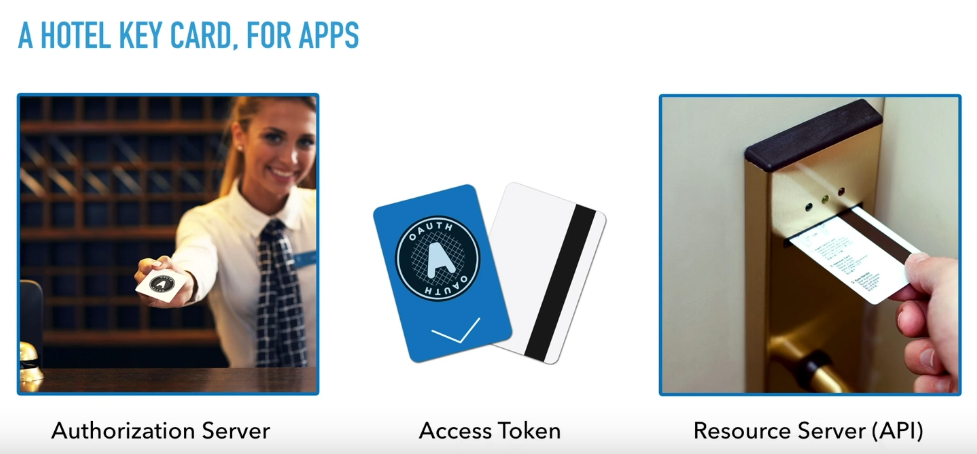 A HOTEL KEY CARD, FOR APPS
OAUTH
A
OAUTH
Authorization Server
Access Token
Resource Server (API)